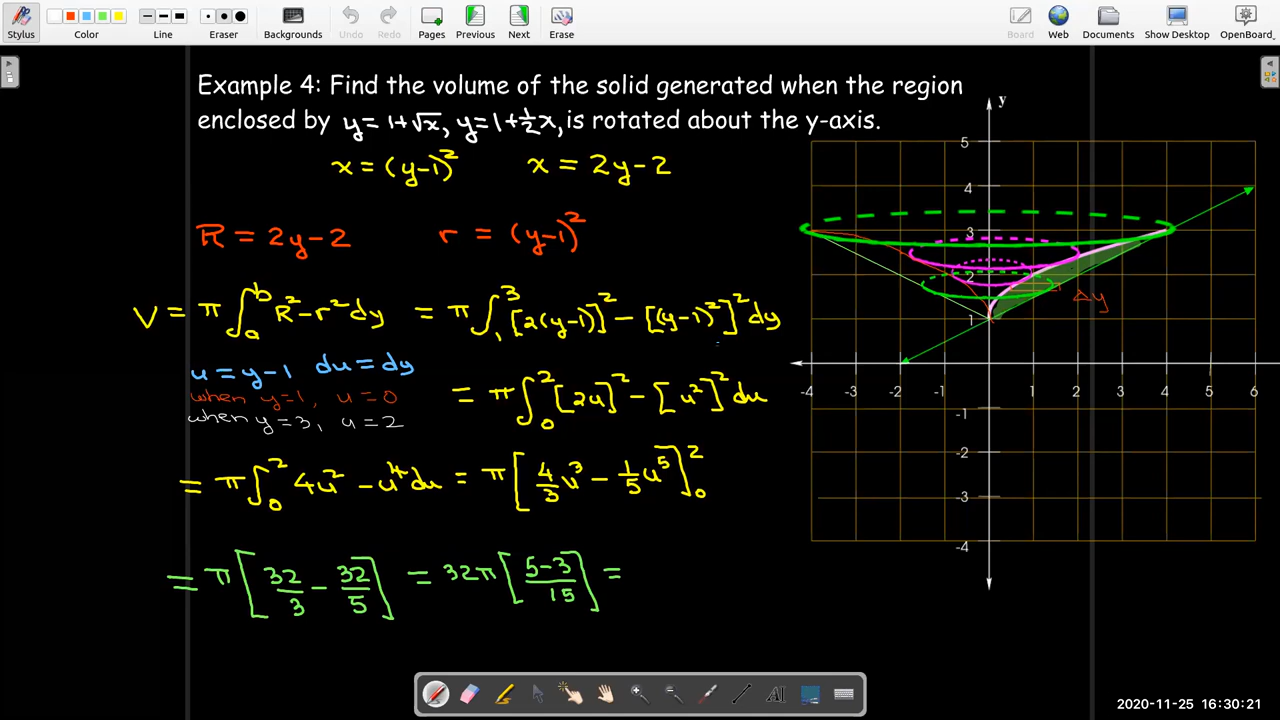 Stylus Color Line Eraser Backgrounds Undo Redo Pages Previous Next Erase Board Web Documents Show Desktop OpenBoard
Example 4: Find the volume of the solid generated when the region
enclosed by y = 1+√x, y = 1+½x, is rotated about the y-axis.
x = (y-1)² x = 2y-2
R = 2y-2 r = (y-1)²
V = π∫ₐᵇ R²-r² dy = π∫₁³ [2(y-1)]² - [(y-1)²]² dy
u = y-1 du = dy
when y=1, u = 0
when y=3, u = 2
= π∫₀² [2u]² - [u²]² du
= π∫₀² 4u² - u⁴ du = π[4/3 u³ - 1/5 u⁵]₀²
= π[32/3 - 32/5] = 32π[(5-3)/15] =
y
5
4
3
2
1
Δy
-4 -3 -2 -1 1 2 3 4 5 6
-1
-2
-3
-4
AI
2020-11-25 16:30:21